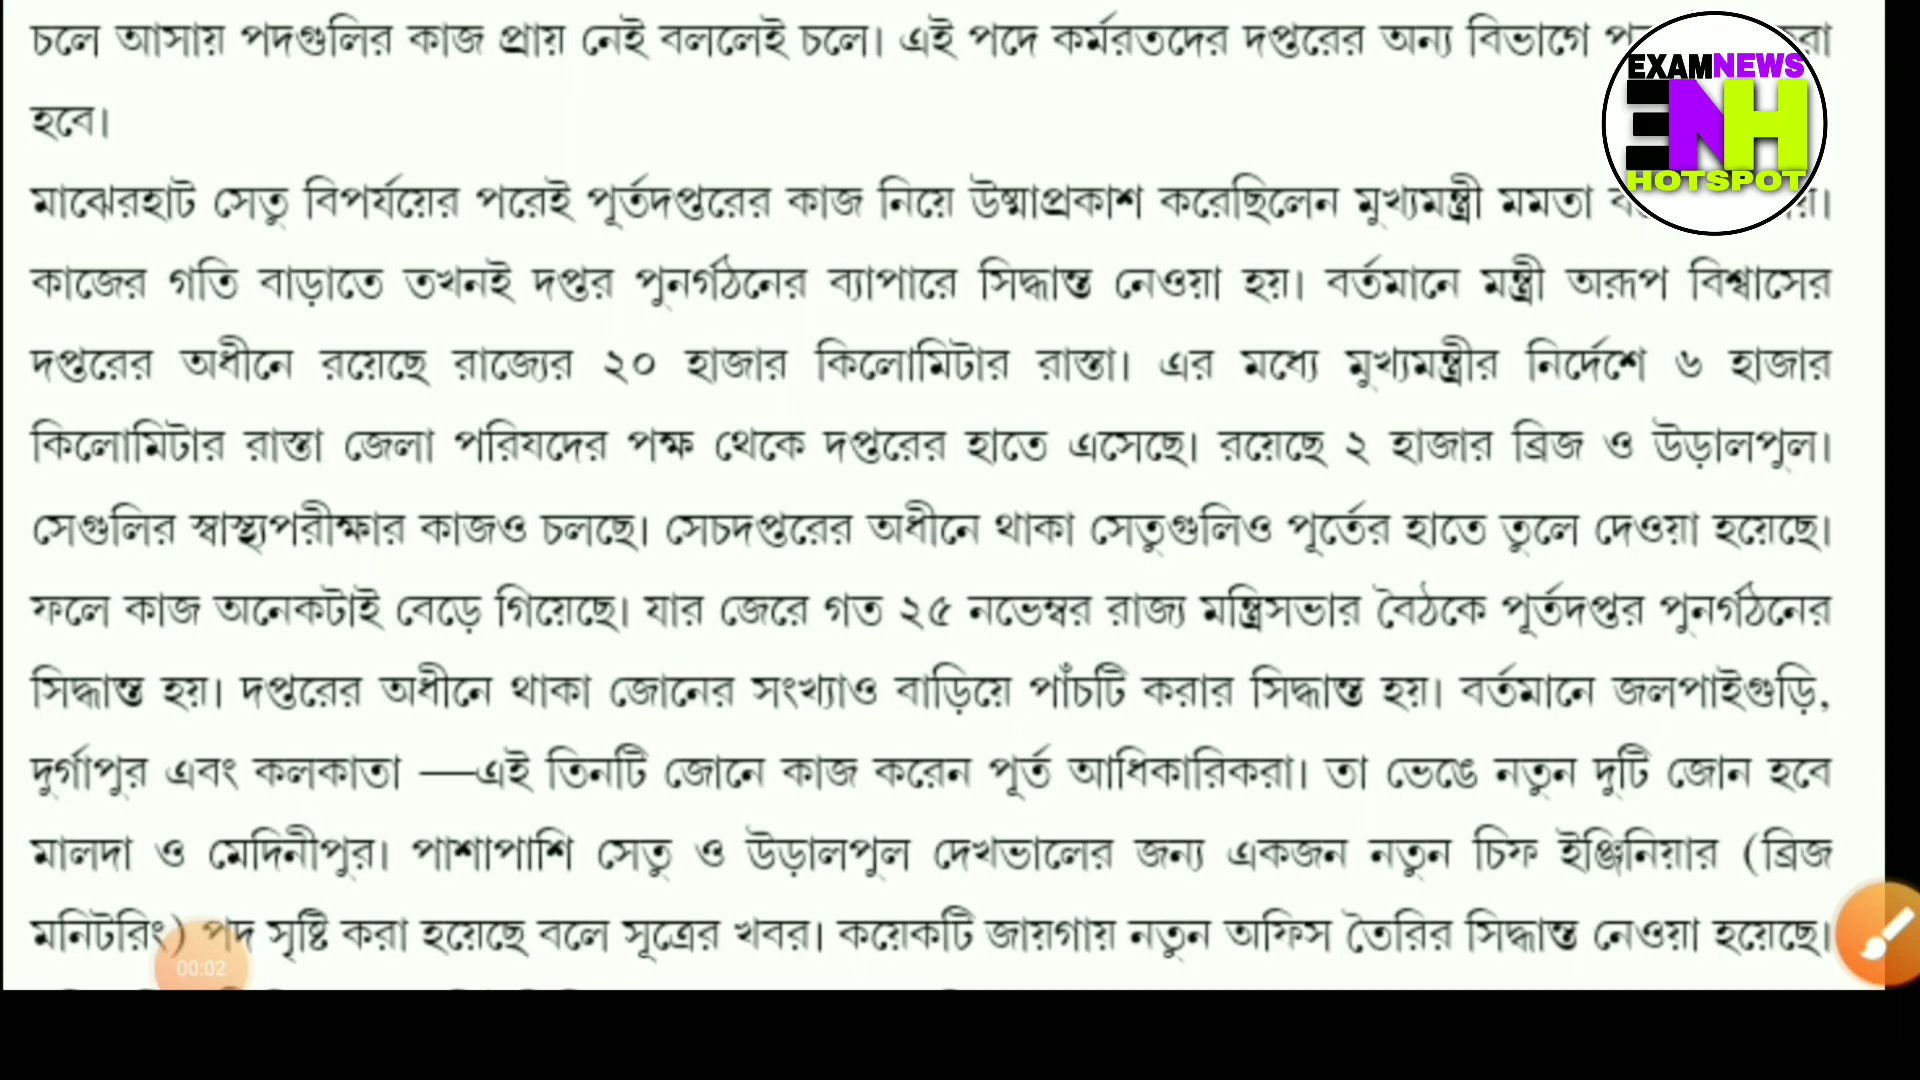 চলে আসায় পদগুলির কাজ প্রায় নেই বললেই চলে। এই পদে কর্মরতদের দপ্তরের অন্য বিভাগে
হবে।
মাঝেরহাট সেতু বিপর্যয়ের পরেই পূর্তদপ্তরের কাজ নিয়ে উষ্মাপ্রকাশ করেছিলেন মুখ্যমন্ত্রী মমতা
কাজের গতি বাড়াতে তখনই দপ্তর পুনর্গঠনের ব্যাপারে সিদ্ধান্ত নেওয়া হয়। বর্তমানে মন্ত্রী অরূপ বিশ্বাসের
দপ্তরের অধীনে রয়েছে রাজ্যের ২০ হাজার কিলোমিটার রাস্তা। এর মধ্যে মুখ্যমন্ত্রীর নির্দেশে ৬ হাজার
কিলোমিটার রাস্তা জেলা পরিষদের পক্ষ থেকে দপ্তরের হাতে এসেছে। রয়েছে ২ হাজার ব্রিজ ও উড়ালপুল।
সেগুলির স্বাস্থ্যপরীক্ষার কাজও চলছে। সেচদপ্তরের অধীনে থাকা সেতুগুলিও পূর্তের হাতে তুলে দেওয়া হয়েছে।
ফলে কাজ অনেকটাই বেড়ে গিয়েছে। যার জেরে গত ২৫ নভেম্বর রাজ্য মন্ত্রিসভার বৈঠকে পূর্তদপ্তর পুনর্গঠনের
সিদ্ধান্ত হয়। দপ্তরের অধীনে থাকা জোনের সংখ্যাও বাড়িয়ে পাঁচটি করার সিদ্ধান্ত হয়। বর্তমানে জলপাইগুড়ি,
দুর্গাপুর এবং কলকাতা —এই তিনটি জোনে কাজ করেন পূর্ত আধিকারিকরা। তা ভেঙে নতুন দুটি জোন হবে
মালদা ও মেদিনীপুর। পাশাপাশি সেতু ও উড়ালপুল দেখভালের জন্য একজন নতুন চিফ ইঞ্জিনিয়ার (ব্রিজ
মনিটরিং) পদ সৃষ্টি করা হয়েছে বলে সূত্রের খবর। কয়েকটি জায়গায় নতুন অফিস তৈরির সিদ্ধান্ত নেওয়া হয়েছে।
EXAMNEWS
ENH
HOTSPOT
00:02